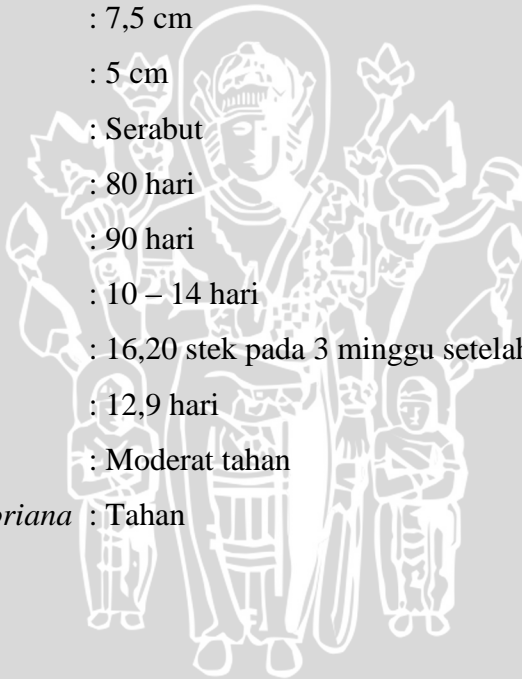 : 7,5 cm
: 5 cm
: Serabut
: 80 hari
: 90 hari
: 10 – 14 hari
: 16,20 stek pada 3 minggu setelah
: 12,9 hari
: Moderat tahan
oriana : Tahan